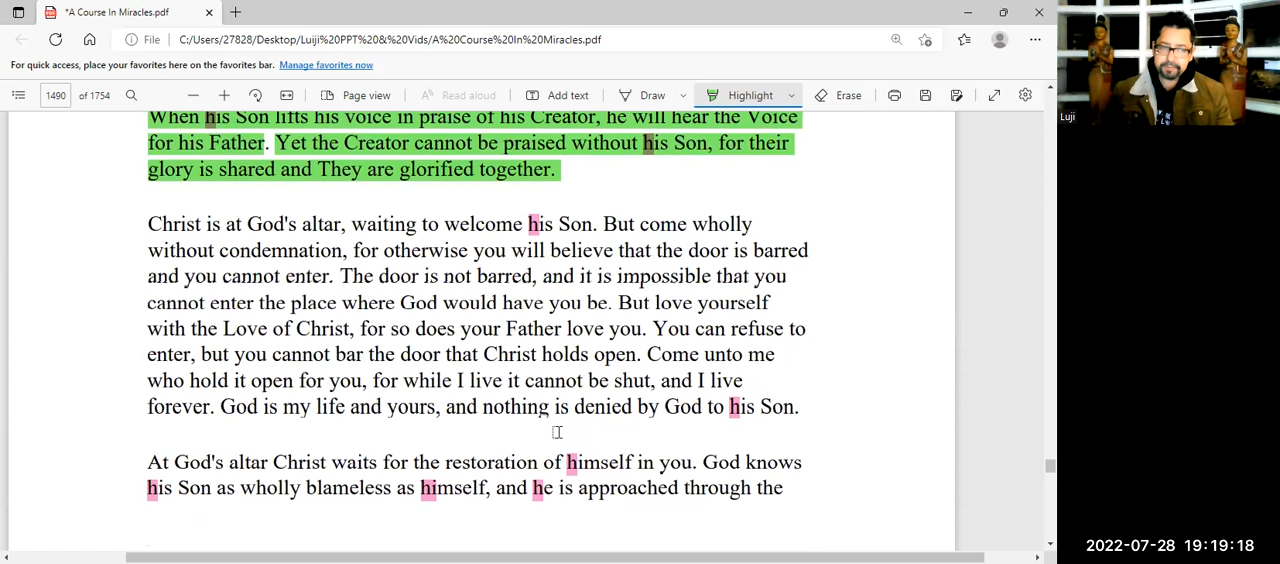 *A Course In Miracles.pdf
File
C:/Users/27828/Desktop/Luiji%20PPT%20&%20Vids/A%20Course%20In%20Miracles.pdf
For quick access, place your favorites here on the favorites bar. Manage favorites now
1490 of 1754
Page view
Read aloud
Add text
Draw
Highlight
Erase
When his Son lifts his voice in praise of his Creator, he will hear the Voice
for his Father. Yet the Creator cannot be praised without his Son, for their
glory is shared and They are glorified together.
Christ is at God's altar, waiting to welcome his Son. But come wholly
without condemnation, for otherwise you will believe that the door is barred
and you cannot enter. The door is not barred, and it is impossible that you
cannot enter the place where God would have you be. But love yourself
with the Love of Christ, for so does your Father love you. You can refuse to
enter, but you cannot bar the door that Christ holds open. Come unto me
who hold it open for you, for while I live it cannot be shut, and I live
forever. God is my life and yours, and nothing is denied by God to his Son.
At God's altar Christ waits for the restoration of himself in you. God knows
his Son as wholly blameless as himself, and he is approached through the
Luji
2022-07-28 19:19:18